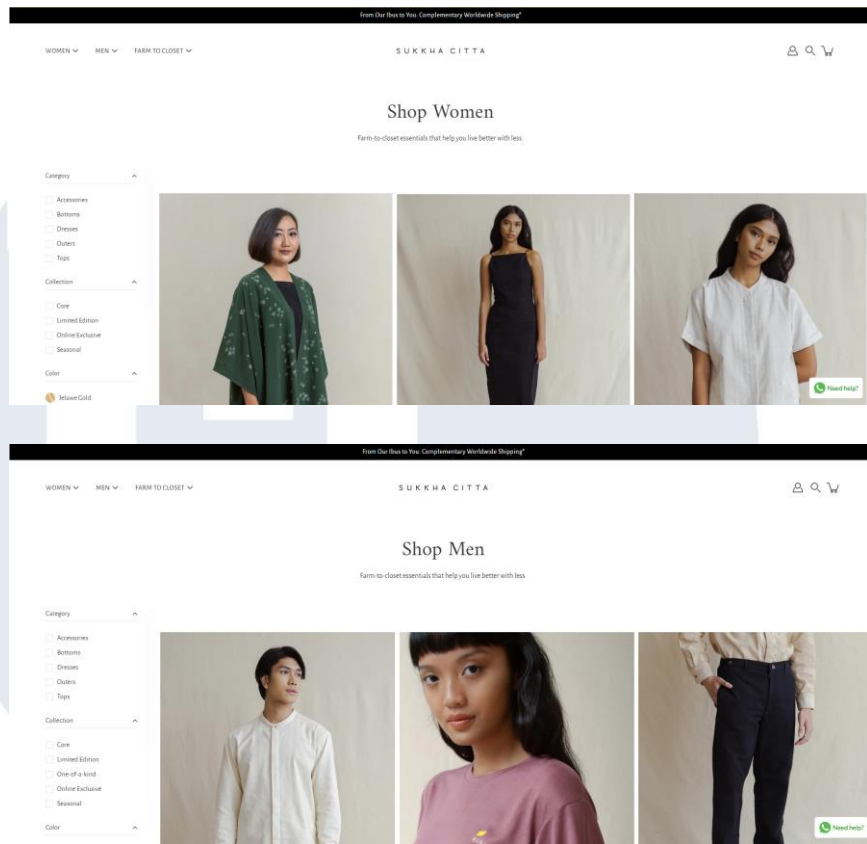 From Our Ibus to You: Complementary Worldwide Shipping*
WOMEN MEN FARM TO CLOSET
SUKKHA CITTA
Shop Women
Farm-to-closet essentials that help you live better with less.
Category
Accessories
Bottoms
Dresses
Outers
Tops
Collection
Core
Limited Edition
Online Exclusive
Seasonal
Color
Jelawe Gold
Need help?
From Our Ibus to You: Complementary Worldwide Shipping*
WOMEN MEN FARM TO CLOSET
SUKKHA CITTA
Shop Men
Farm-to-closet essentials that help you live better with less
Category
Accessories
Bottoms
Dresses
Outers
Tops
Collection
Core
Limited Edition
One-of-a-kind
Online Exclusive
Seasonal
Color
Need help?